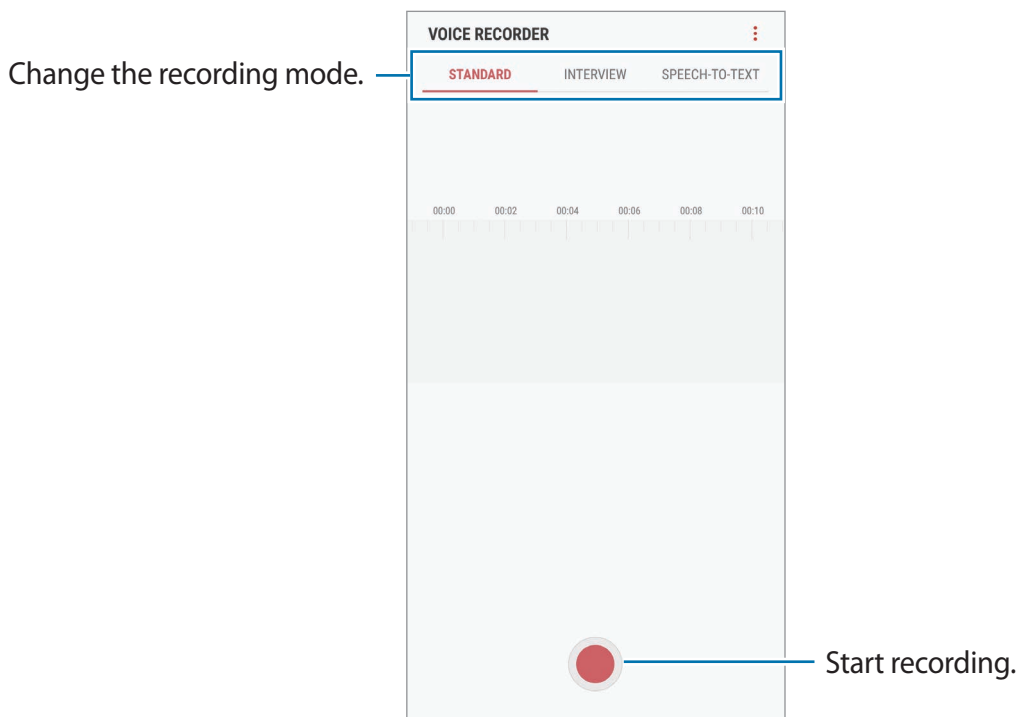 VOICE RECORDER
Change the recording mode.
STANDARD INTERVIEW SPEECH-TO-TEXT
00:00 00:02 00:04 00:06 00:08 00:10
Start recording.